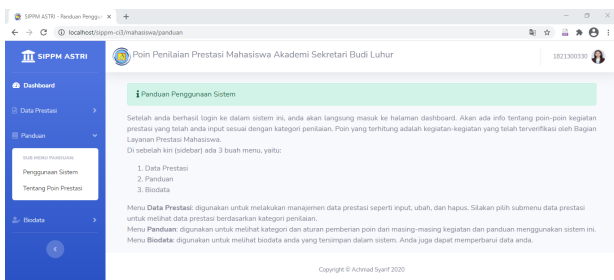 SIPPM ASTRI - Panduan Penggun
localhost/sippm-ci3/mahasiswa/panduan
SIPPM ASTRI
Poin Penilaian Prestasi Mahasiswa Akademi Sekretari Budi Luhur
1821300330
Dashboard
Data Prestasi
Panduan
SUB MENU PANDUAN:
Penggunaan Sistem
Tentang Poin Prestasi
Biodata
Panduan Penggunaan Sistem
Setelah anda berhasil login ke dalam sistem ini, anda akan langsung masuk ke halaman dashboard. Akan ada info tentang poin-poin kegiatan
prestasi yang telah anda input sesuai dengan kategori penilaian. Poin yang terhitung adalah kegiatan-kegiatan yang telah terverifikasi oleh Bagian
Layanan Prestasi Mahasiswa.
Di sebelah kiri (sidebar) ada 3 buah menu, yaitu:
1. Data Prestasi
2. Panduan
3. Biodata
Menu Data Prestasi: digunakan untuk melakukan manajemen data prestasi seperti input, ubah, dan hapus. Silakan pilih submenu data prestasi
untuk melihat data prestasi berdasarkan kategori penilaian.
Menu Panduan: digunakan untuk melihat kategori dan aturan pemberian poin dari masing-masing kegiatan dan panduan menggunakan sistem ini.
Menu Biodata: digunakan untuk melihat biodata anda yang tersimpan dalam sistem. Anda juga dapat memperbarui data anda.
Copyright © Achmad Syarif 2020